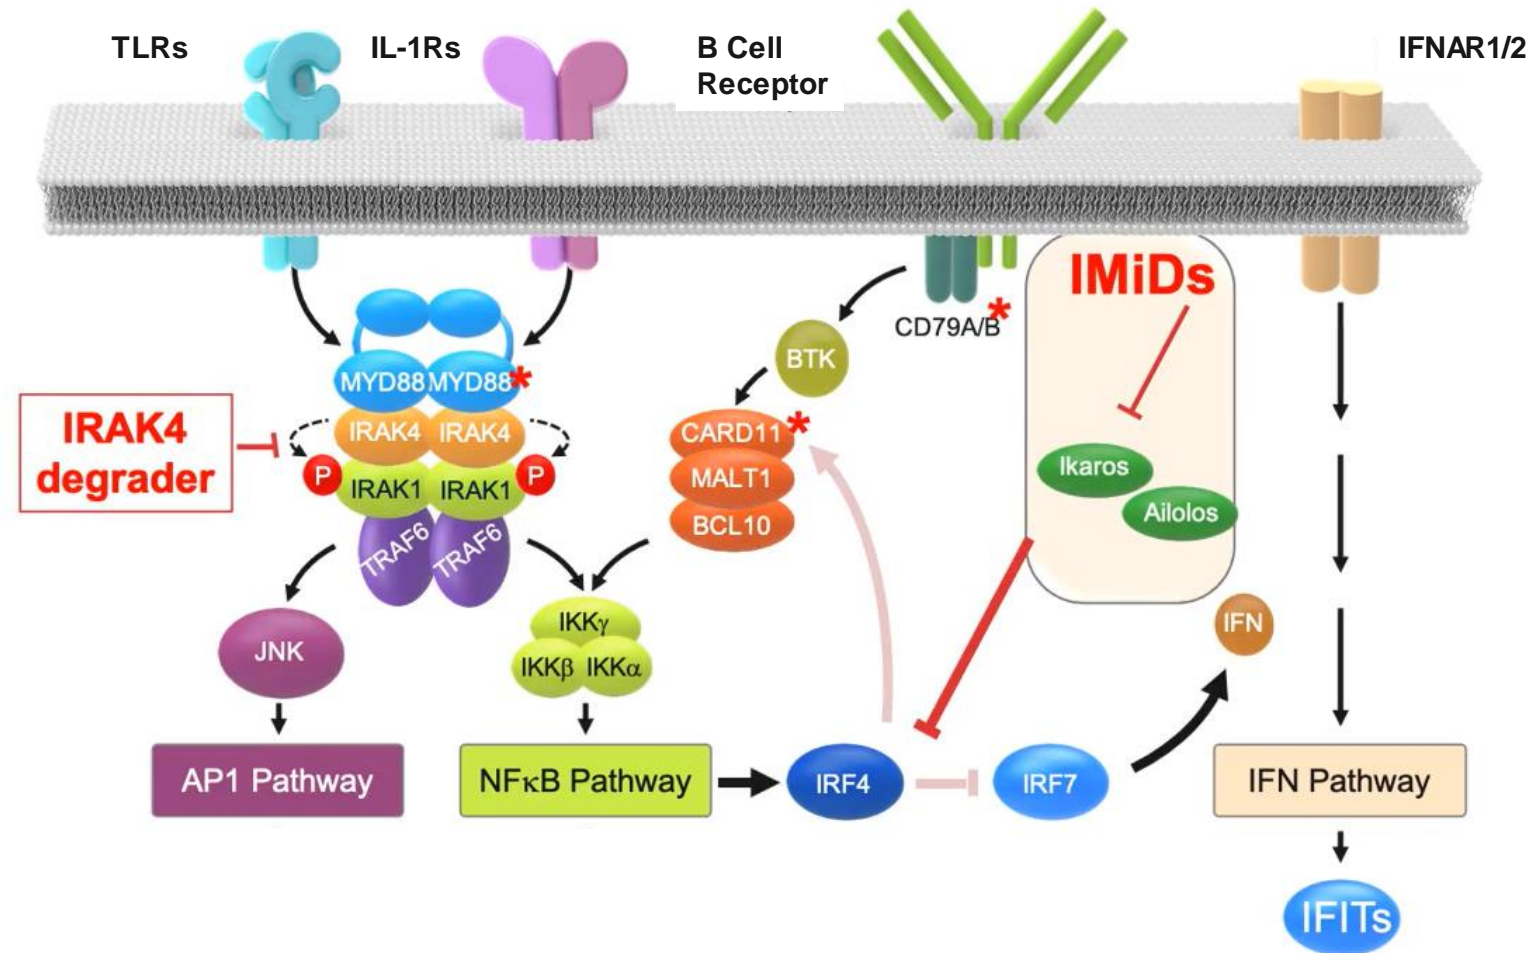 TLRs
IL-1Rs
B Cell
Receptor
IFNAR1/2
IMiDs
CD79A/B*
BTK
MYD88 MYD88*
IRAK4
degrader
IRAK4 IRAK4
CARD11*
P
IRAK1 IRAK1
P
MALT1
Ikaros
BCL10
Ailolos
TRAF6 TRAF6
IKKγ
IFN
JNK
IKKβ IKKα
AP1 Pathway
NFκB Pathway
IRF4
IRF7
IFN Pathway
IFITs